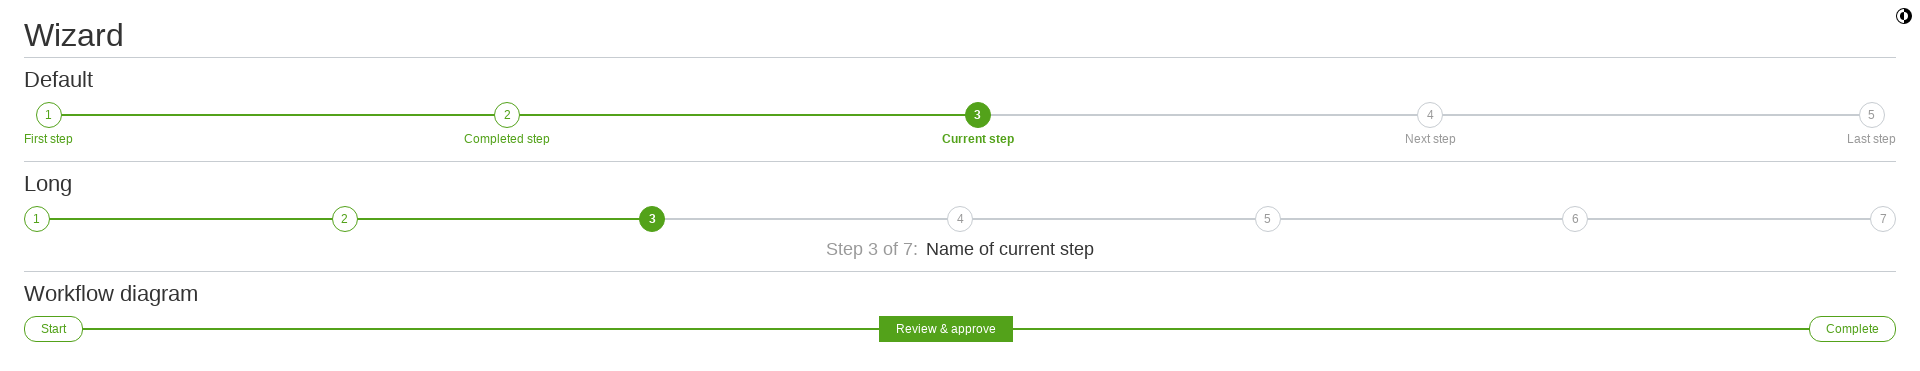 Wizard
Default
1 2 3 4 5
First step Completed step Current step Next step Last step
Long
1 2 3 4 5 6 7
Step 3 of 7: Name of current step
Workflow diagram
Start Review & approve Complete